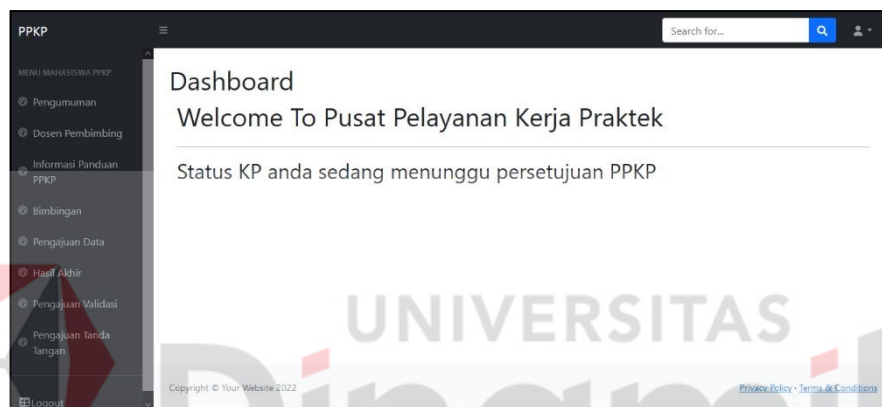 PPKP
Search for...
MENU MAHASISWA PPKP
Pengumuman
Dosen Pembimbing
Informasi Panduan
PPKP
Bimbingan
Pengajuan Data
Hasil Akhir
Pengajuan Validasi
Pengajuan Tanda
Tangan
Logout
Dashboard
Welcome To Pusat Pelayanan Kerja Praktek
Status KP anda sedang menunggu persetujuan PPKP
UNIVERSITAS
Dinamika
Copyright © Your Website 2022
Privacy Policy · Terms & Conditions